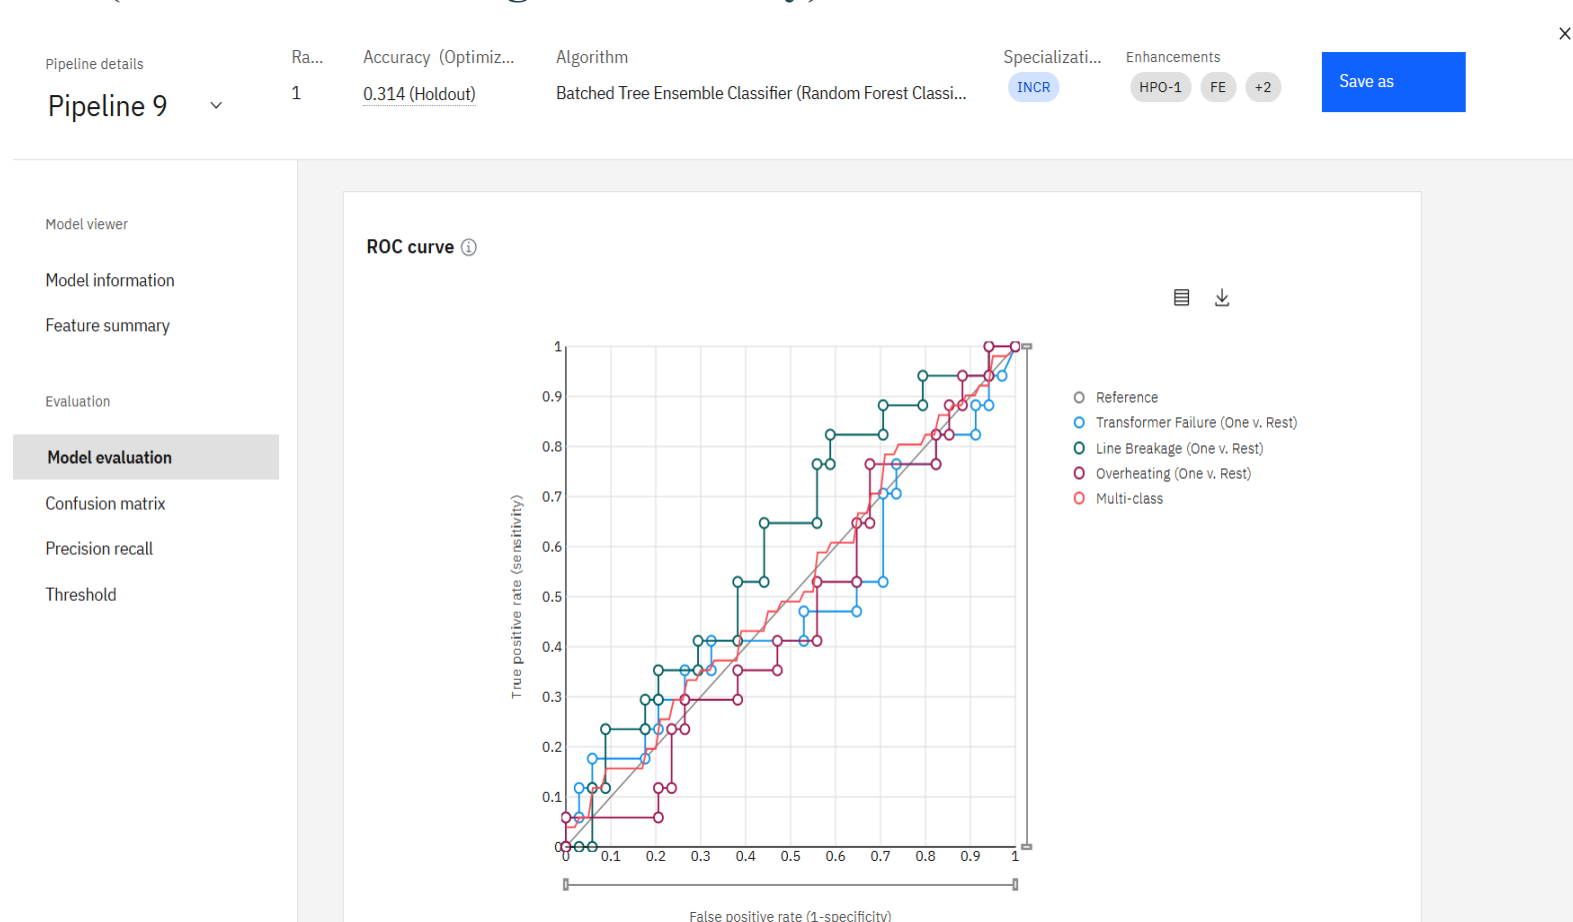 Pipeline details
Pipeline 9
Ra...
1
Accuracy (Optimiz...
0.314 (Holdout)
Algorithm
Batched Tree Ensemble Classifier (Random Forest Classi...
Specializati...
INCR
Enhancements
HPO-1 FE +2
Save as
Model viewer
Model information
Feature summary
Evaluation
Model evaluation
Confusion matrix
Precision recall
Threshold
ROC curve
True positive rate (sensitivity)
1
0.9
0.8
0.7
0.6
0.5
0.4
0.3
0.2
0.1
0
0 0.1 0.2 0.3 0.4 0.5 0.6 0.7 0.8 0.9 1
False positive rate (1-specificity)
Reference
Transformer Failure (One v. Rest)
Line Breakage (One v. Rest)
Overheating (One v. Rest)
Multi-class